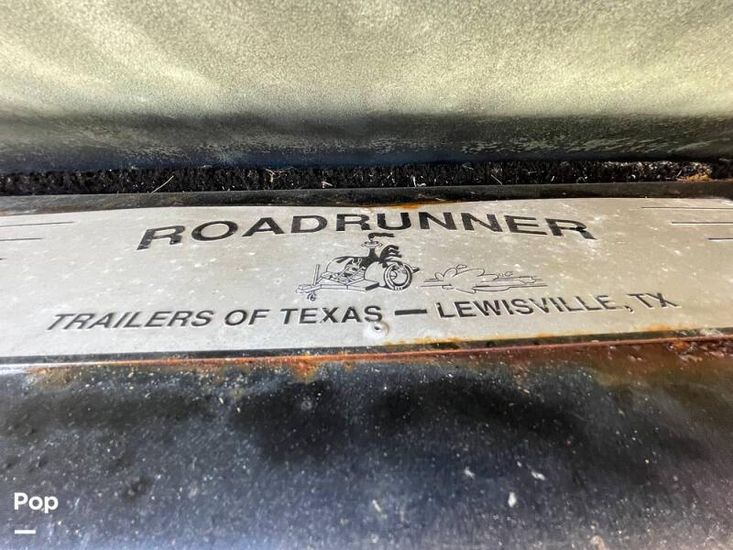 ROADRUNNER
TRAILERS OF TEXAS — LEWISVILLE, TX
Pop